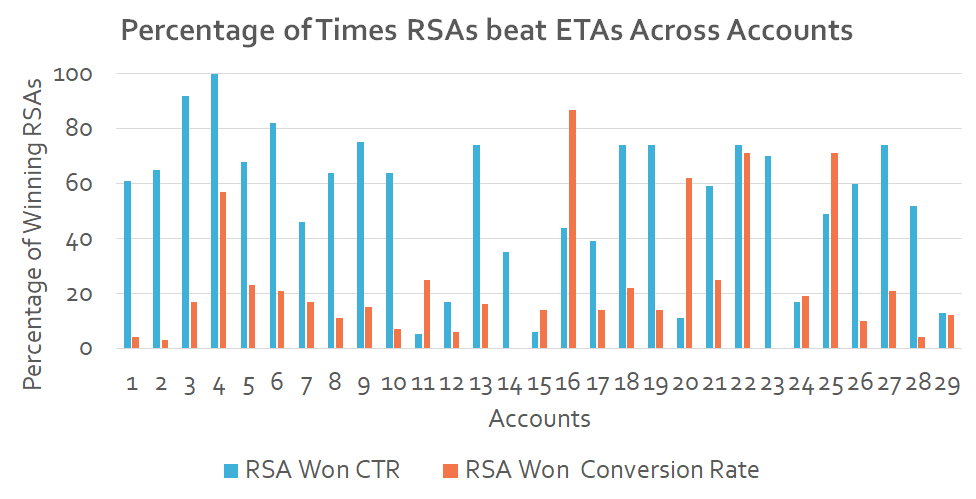 Percentage of Times RSAs beat ETAs Across Accounts
Percentage of Winning RSAs
100
80
60
40
20
0
1 2 3 4 5 6 7 8 9 10 11 12 13 14 15 16 17 18 19 20 21 22 23 24 25 26 27 28 29
Accounts
RSA Won CTR RSA Won Conversion Rate